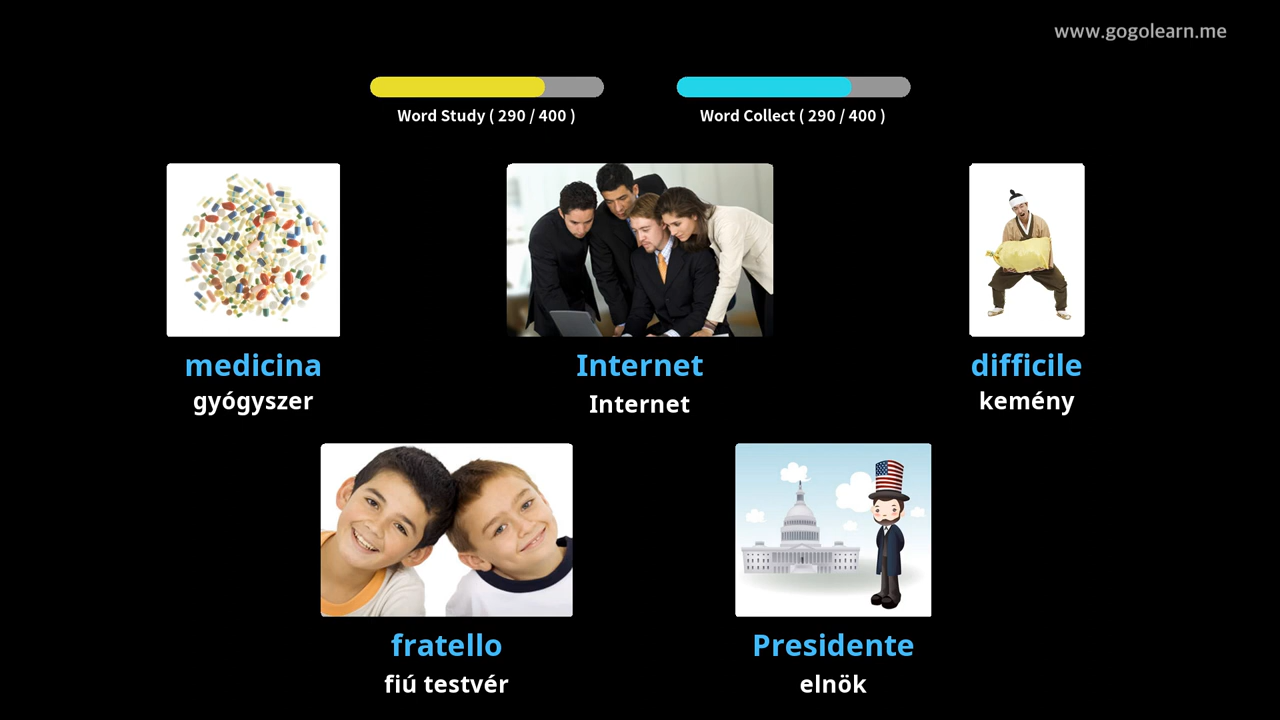 www.gogolearn.me
Word Study ( 290 / 400 )
Word Collect ( 290 / 400 )
medicina
gyógyszer
Internet
Internet
difficile
kemény
fratello
fiú testvér
Presidente
elnök